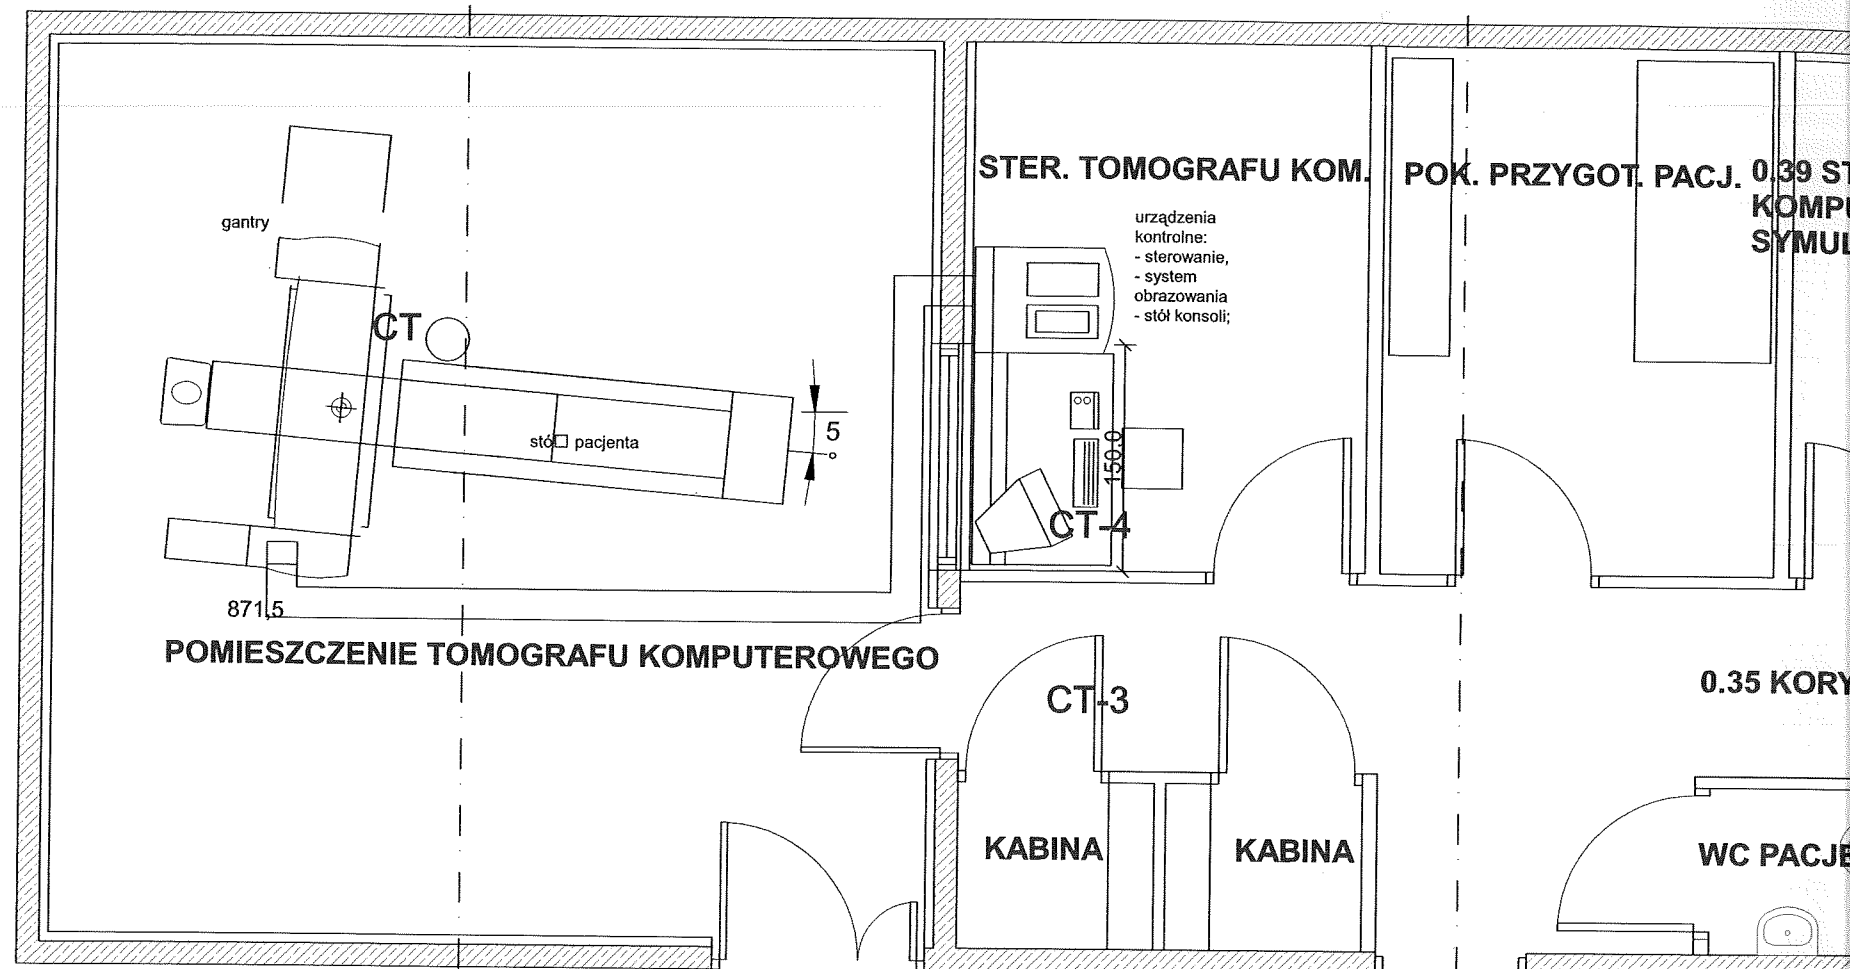 STER. TOMOGRAFU KOM.
POK. PRZYGOT. PACJ.
0.39 ST
KOMPU
SYMUL
gantry
urządzenia
kontrolne:
- sterowanie,
- system
obrazowania
- stół konsoli;
CT
stó□ pacjenta
5
°
150.0
CT-4
871,5
POMIESZCZENIE TOMOGRAFU KOMPUTEROWEGO
CT-3
0.35 KORY
KABINA
KABINA
WC PACJE